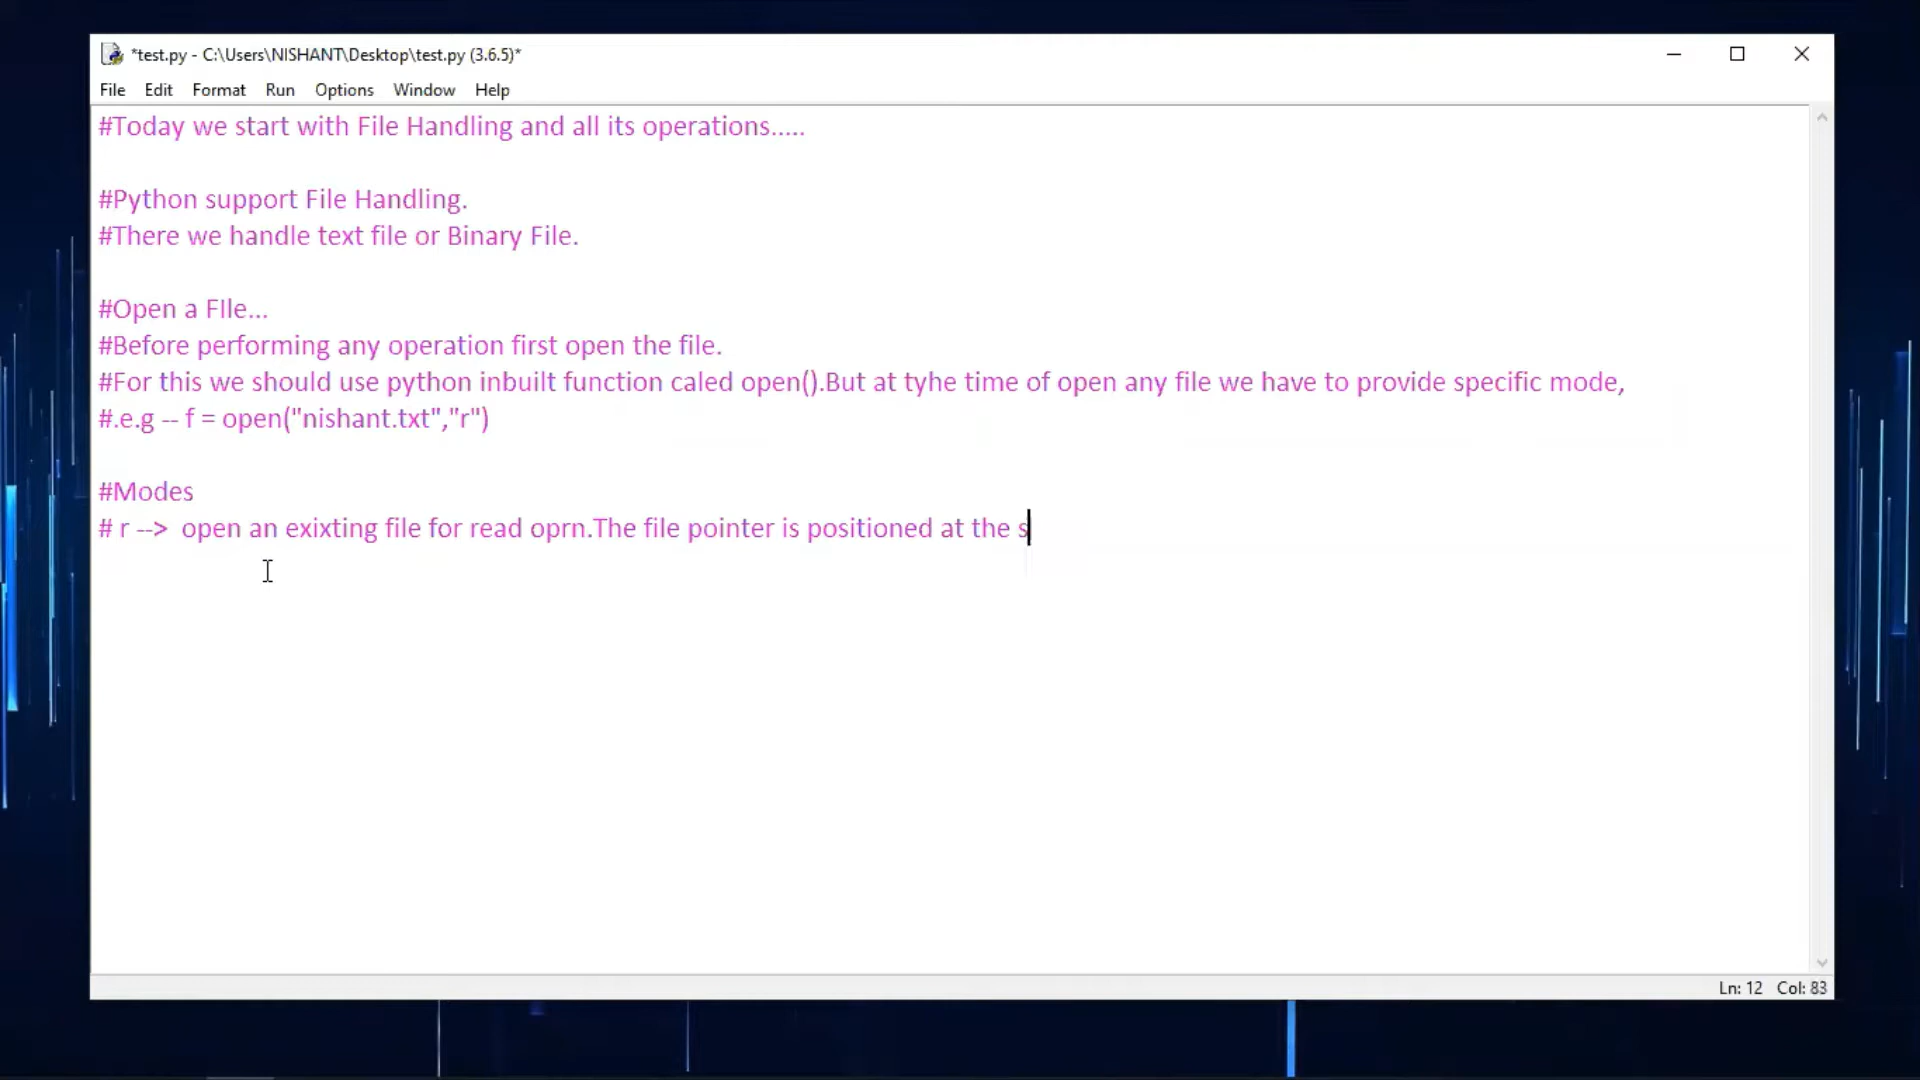 *test.py - C:\Users\NISHANT\Desktop\test.py (3.6.5)*
File Edit Format Run Options Window Help
#Today we start with File Handling and all its operations.....
#Python support File Handling.
#There we handle text file or Binary File.
#Open a FIle...
#Before performing any operation first open the file.
#For this we should use python inbuilt function caled open().But at tyhe time of open any file we have to provide specific mode,
#.e.g -- f = open("nishant.txt","r")
#Modes
# r -->  open an exixting file for read oprn.The file pointer is positioned at the s
Ln: 12 Col: 83